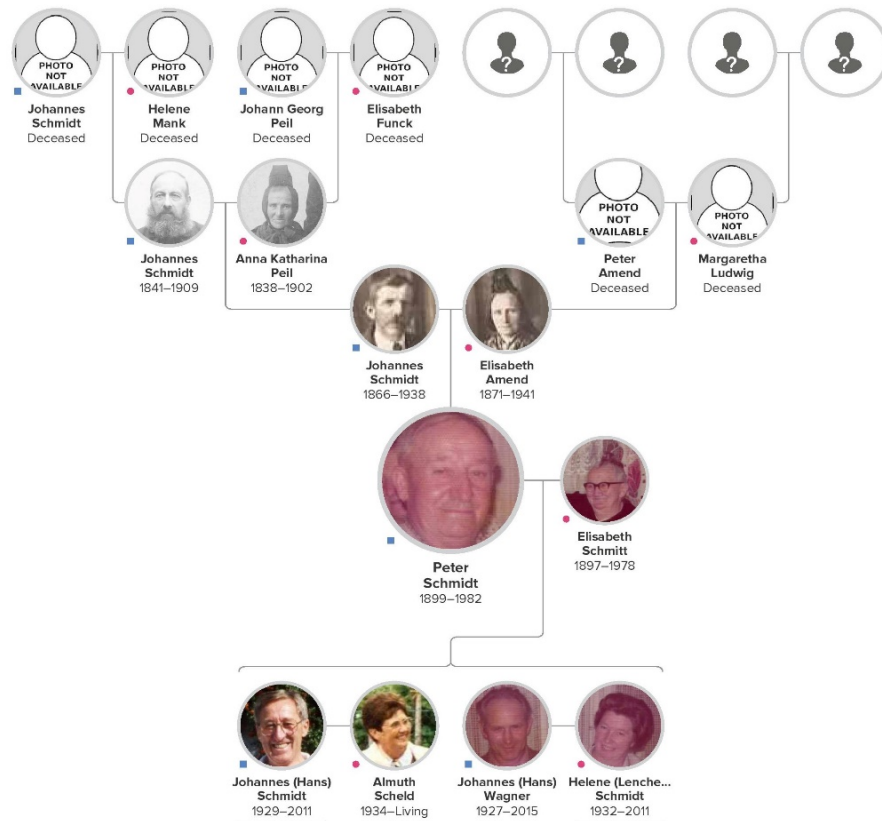 PHOTO
NOT
AVAILABLE
PHOTO
NOT
AVAILABLE
PHOTO
NOT
AVAILABLE
PHOTO
NOT
AVAILABLE
?
?
?
?
Johannes
Schmidt
Deceased
Helene
Mank
Deceased
Johann Georg
Peil
Deceased
Elisabeth
Funck
Deceased
Johannes
Schmidt
1841–1909
Anna Katharina
Peil
1838–1902
PHOTO
NOT
AVAILABLE
Peter
Amend
Deceased
PHOTO
NOT
AVAILABLE
Margaretha
Ludwig
Deceased
Johannes
Schmidt
1866–1938
Elisabeth
Amend
1871–1941
Peter
Schmidt
1899–1982
Elisabeth
Schmitt
1897–1978
Johannes (Hans)
Schmidt
1929–2011
Almuth
Scheld
1934–Living
Johannes (Hans)
Wagner
1927–2015
Helene (Lenche...
Schmidt
1932–2011